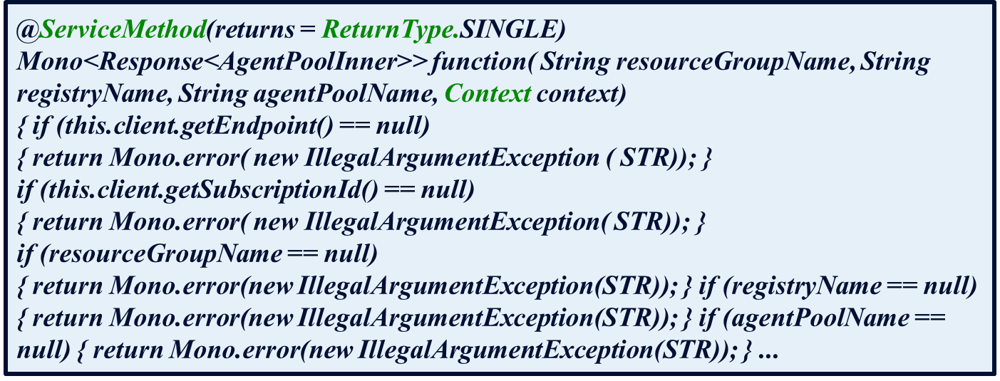 @ServiceMethod(returns = ReturnType.SINGLE)
Mono<Response<AgentPoolInner>> function( String resourceGroupName, String
registryName, String agentPoolName, Context context)
{ if (this.client.getEndpoint() == null)
{ return Mono.error( new IllegalArgumentException ( STR)); }
if (this.client.getSubscriptionId() == null)
{ return Mono.error( new IllegalArgumentException( STR)); }
if (resourceGroupName == null)
{ return Mono.error(new IllegalArgumentException(STR)); } if (registryName == null)
{ return Mono.error(new IllegalArgumentException(STR)); } if (agentPoolName ==
null) { return Mono.error(new IllegalArgumentException(STR)); } ...